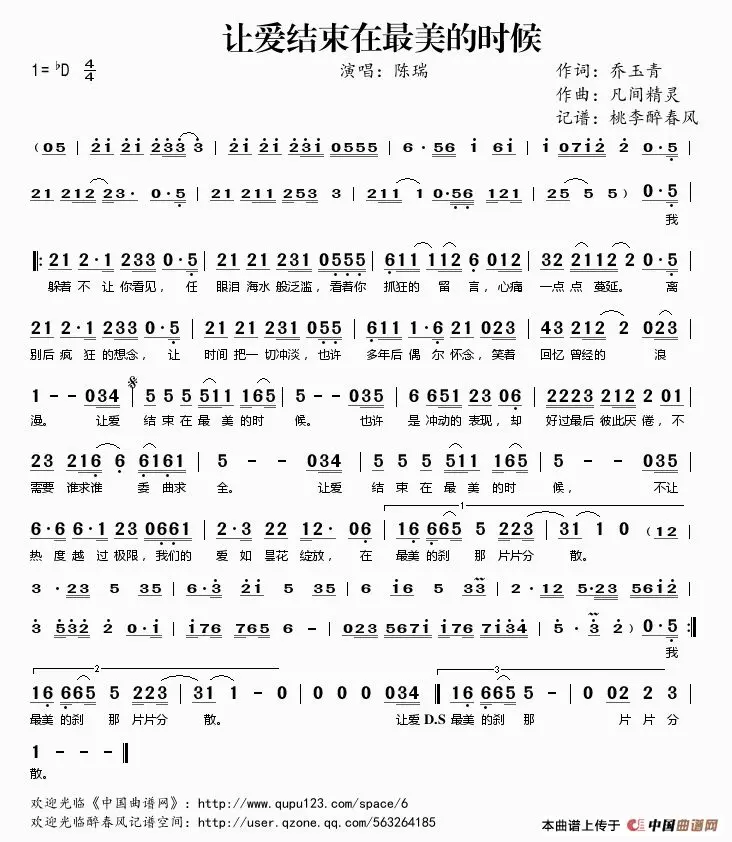 让爱结束在最美的时候
1=♭D 4/4 演唱：陈瑞 作词：乔玉青
作曲：凡间精灵
记谱：桃李醉春风
(05 | 21 21 2333 3 | 21 21 2331 0555 | 6·56 i 6i | i 0712 2 0·5 |
21 212 23· 0·5 | 21 211 253 3 | 211 1 0·56 121 | 25 5 5) 0·5 |
我
‖: 21 2·1 233 0·5 | 21 21 231 0555 | 611 112 6 012 | 32 211 2 0·5 |
躲着 不 让 你看见，任 眼泪 海水 般泛滥，看着你 抓狂的 留 言，心痛 一点 点 蔓延。 离
21 2·1 233 0·5 | 21 21 231 055 | 611 1·6 21 023 | 43 212 2 023 |
别后 疯 狂 的想念，让 时间 把一 切冲淡，也许 多年后 偶 尔 怀念，笑着 回忆 曾经的 浪
1 - - 034 | 5 5 5 511 165 | 5 - - 035 | 6 651 23 06 | 2223 212 2 01 |
漫。 让爱 结 束 在 最 美 的时 候。 也许 是 冲动的 表现，却 好过最后 彼此厌 倦，不
23 216 6 6161 | 5 - - 034 | 5 5 5 511 165 | 5 - - 035 |
需要 谁求谁 委 曲求 全。 让爱 结 束 在 最 美 的时 候， 不让
1
6·6 6·1 23 0661 | 2·3 22 12· 06 | 16 665 5 2223 | 31 1 0 (12 |
热 度 越 过 极限，我们的 爱 如 昙花 绽放， 在 最美 的刹 那 片片分 散。
3·23 5 35 | 6·3 2i 5 35 | 6 i6 5 33 | 2·12 5·23 56i2 |
3 532 2 0·i | i76 765 6 - | 023 567i i76 7i34 | 5·3 2) 0·5 :‖
我
2 3
16 665 5 223 | 31 1 - 0 | 0 0 0 034 ‖ 16 665 5 - | 0 02 2 3 |
最美 的刹 那 片片分 散。 让爱 D.S 最美 的刹 那 片 片 分
1 - - - ‖
散。
欢迎光临《中国曲谱网》：http://www.qupu123.com/space/6
欢迎光临醉春风记谱空间：http://user.qzone.qq.com/563264185
本曲谱上传于 中国曲谱网